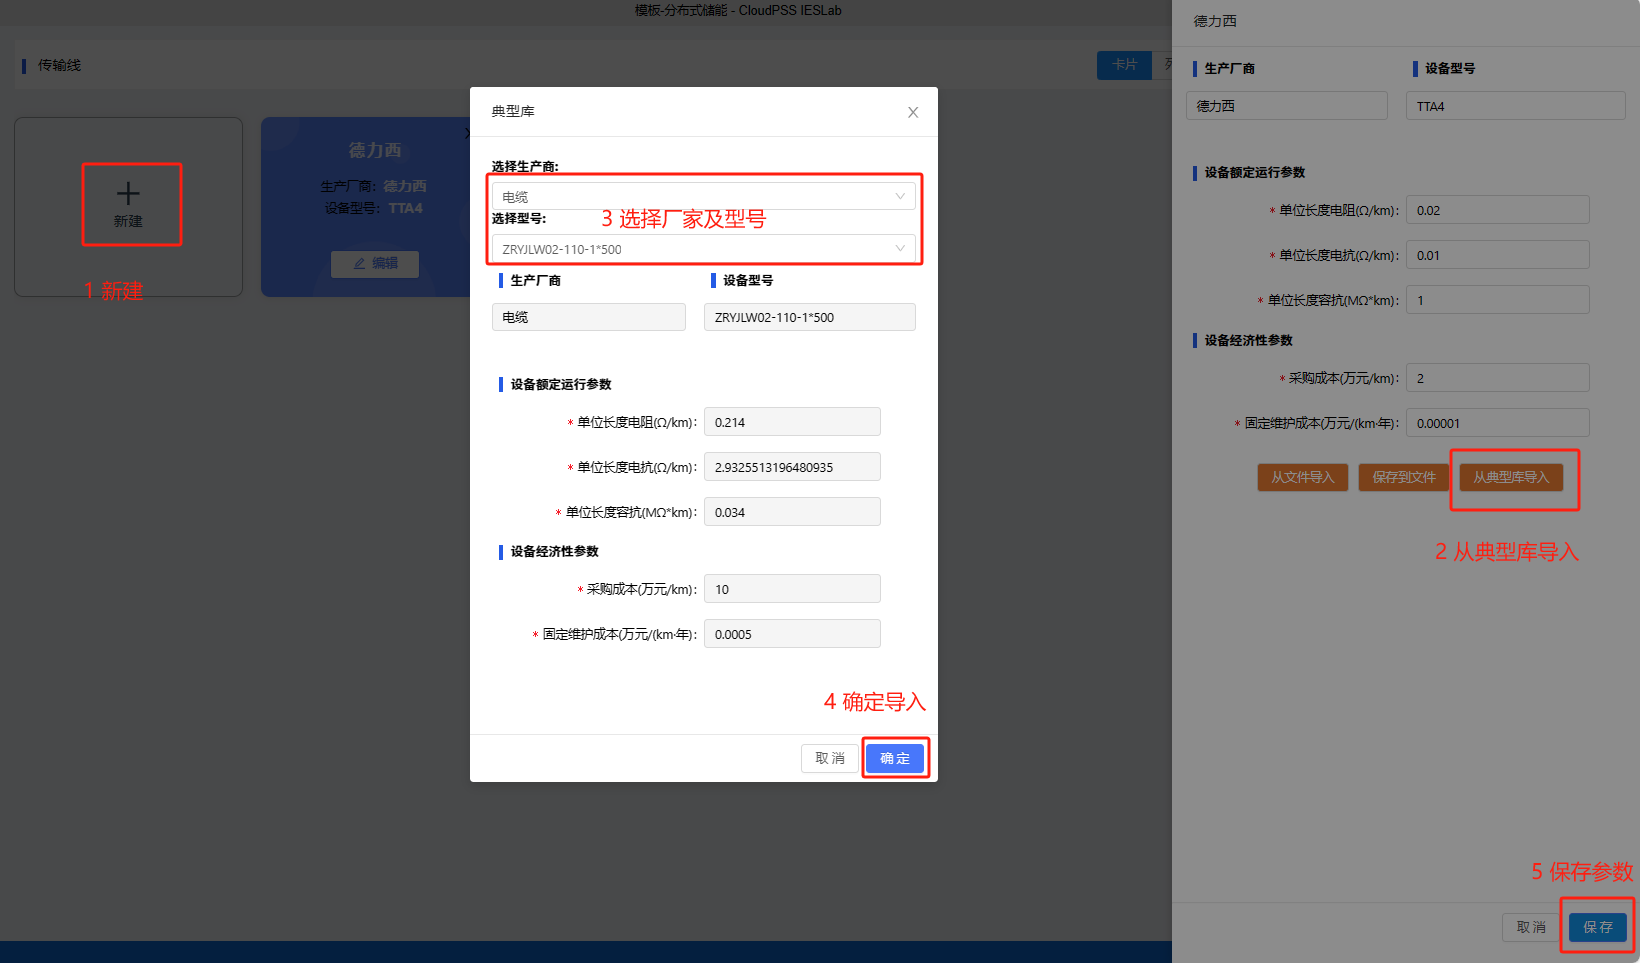 模板-分布式储能 - CloudPSS IESLab
传输线
卡片
新建
1 新建
德力西
生产厂商: 德力西
设备型号: TTA4
编辑
典型库
选择生产商:
电缆
3 选择厂家及型号
选择型号:
ZRYJLW02-110-1*500
生产厂商
设备型号
电缆
ZRYJLW02-110-1*500
设备额定运行参数
* 单位长度电阻(Ω/km): 0.214
* 单位长度电抗(Ω/km): 2.9325513196480935
* 单位长度容抗(MΩ*km): 0.034
设备经济性参数
* 采购成本(万元/km): 10
* 固定维护成本(万元/(km·年): 0.0005
4 确定导入
取 消
确 定
德力西
生产厂商
设备型号
德力西
TTA4
设备额定运行参数
* 单位长度电阻(Ω/km): 0.02
* 单位长度电抗(Ω/km): 0.01
* 单位长度容抗(MΩ*km): 1
设备经济性参数
* 采购成本(万元/km): 2
* 固定维护成本(万元/(km·年): 0.00001
从文件导入
保存到文件
从典型库导入
2 从典型库导入
5 保存参数
取 消
保 存